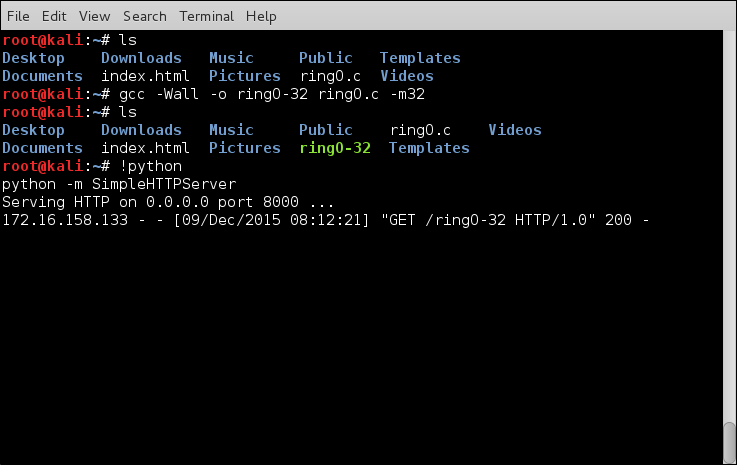 File Edit View Search Terminal Help
root@kali:~# ls
Desktop Downloads Music Public Templates
Documents index.html Pictures ring0.c Videos
root@kali:~# gcc -Wall -o ring0-32 ring0.c -m32
root@kali:~# ls
Desktop Downloads Music Public ring0.c Videos
Documents index.html Pictures ring0-32 Templates
root@kali:~# !python
python -m SimpleHTTPServer
Serving HTTP on 0.0.0.0 port 8000 ...
172.16.158.133 - - [09/Dec/2015 08:12:21] "GET /ring0-32 HTTP/1.0" 200 -